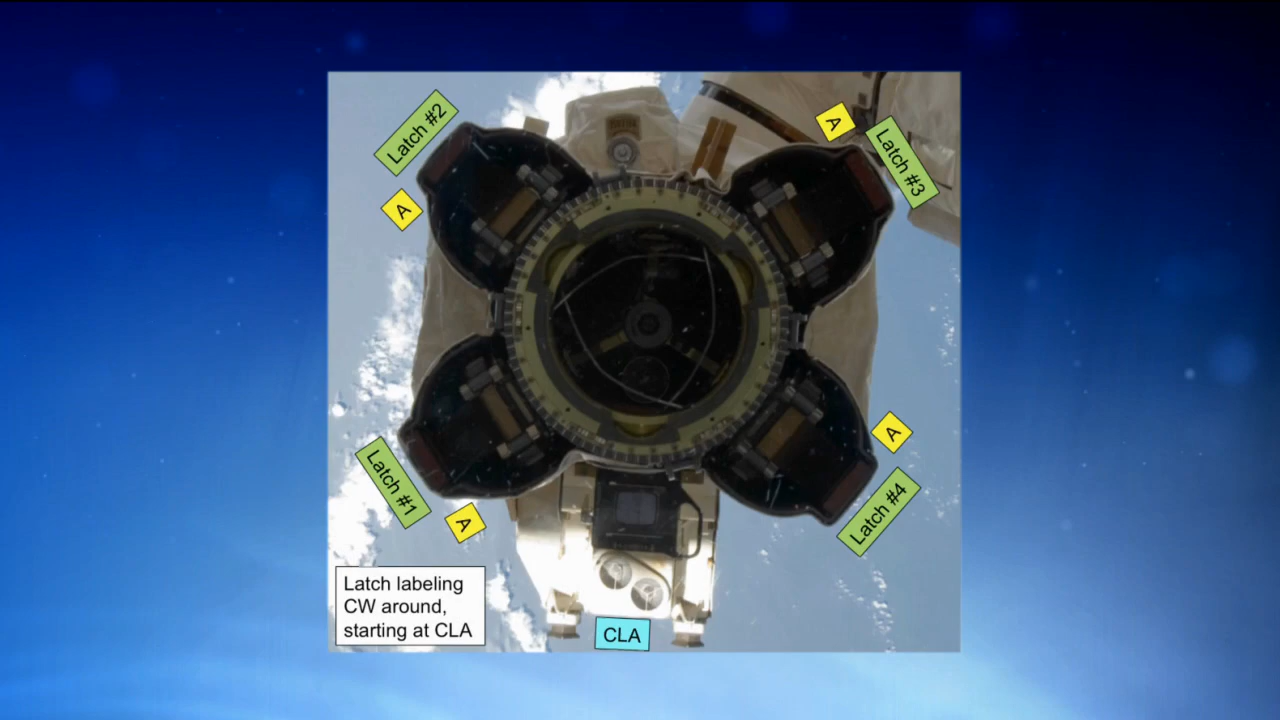 Latch #2
A
Latch #3
A
A
Latch #1
A
Latch #4
Latch labeling
CW around,
starting at CLA
CLA